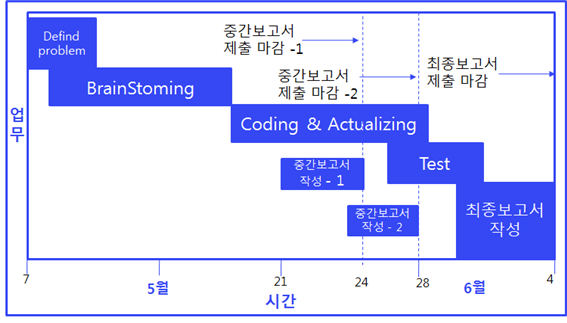 Defind
problem
중간보고서
제출 마감 -1
BrainStoming
중간보고서
제출 마감 -2
최종보고서
제출 마감
업무
Coding & Actualizing
Test
중간보고서
작성 - 1
중간보고서
작성 - 2
최종보고서
작성
7
5월
21
24
28
6월
4
시간